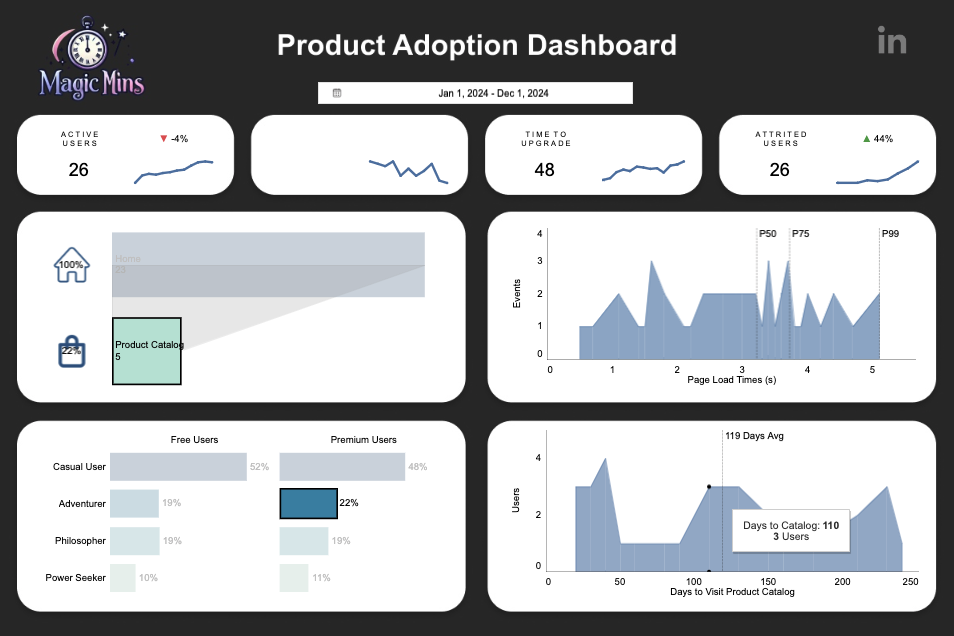 Magic Mins
Product Adoption Dashboard
in
Jan 1, 2024 - Dec 1, 2024
ACTIVE
USERS
▼ -4%
26
TIME TO
UPGRADE
48
ATTRITED
USERS
▲ 44%
26
100%
Home
23
22%
Product Catalog
5
4
3
2
1
0
Events
P50
P75
P99
0
1
2
3
4
5
Page Load Times (s)
Free Users
Premium Users
Casual User
52%
48%
Adventurer
19%
22%
Philosopher
19%
19%
Power Seeker
10%
11%
119 Days Avg
4
2
0
Users
Days to Catalog: 110
3 Users
0
50
100
150
200
250
Days to Visit Product Catalog